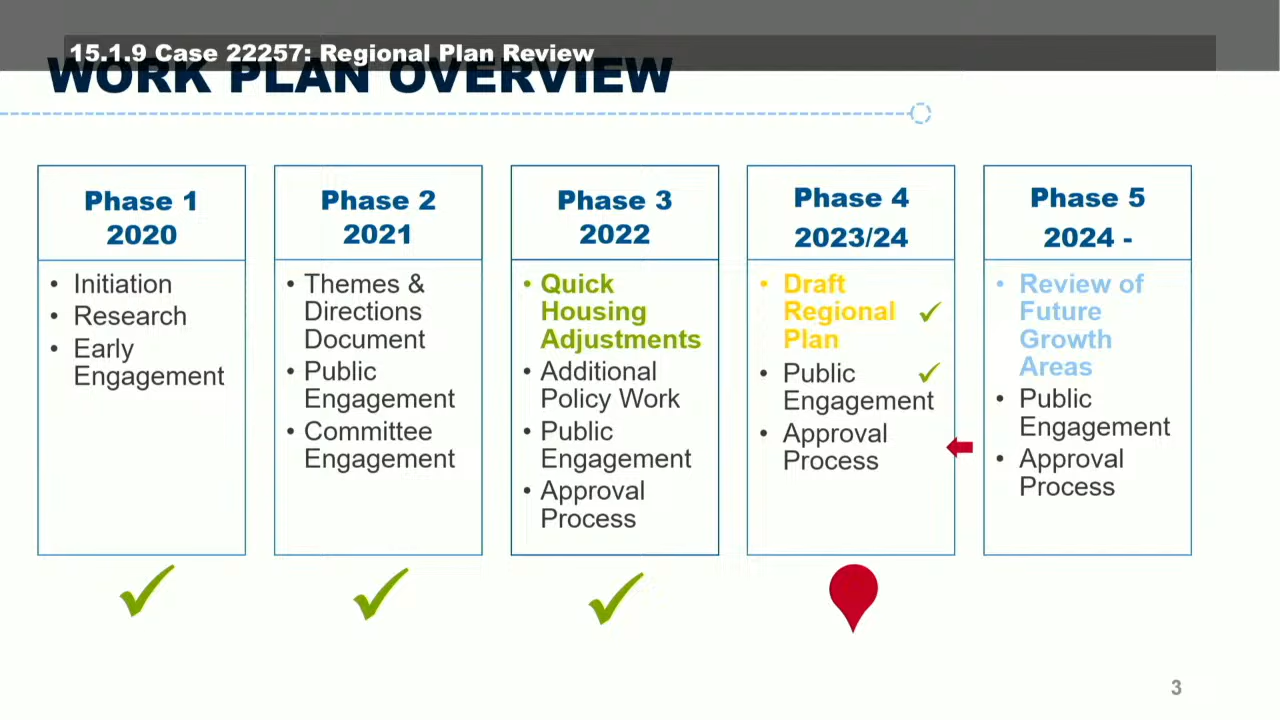 15.1.9 Case 22257: Regional Plan Review
WORK PLAN OVERVIEW
Phase 1
2020
• Initiation
• Research
• Early
Engagement
Phase 2
2021
• Themes &
Directions
Document
• Public
Engagement
• Committee
Engagement
Phase 3
2022
• Quick
Housing
Adjustments
• Additional
Policy Work
• Public
Engagement
• Approval
Process
Phase 4
2023/24
• Draft
Regional
Plan
• Public
Engagement
• Approval
Process
Phase 5
2024 -
• Review of
Future
Growth
Areas
• Public
Engagement
• Approval
Process
3